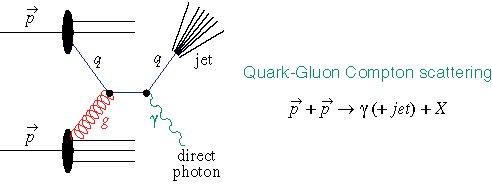 p⃗
q
q
jet
Quark-Gluon Compton scattering
p⃗ + p⃗ → γ (+ jet) + X
g
γ
p⃗
direct
photon